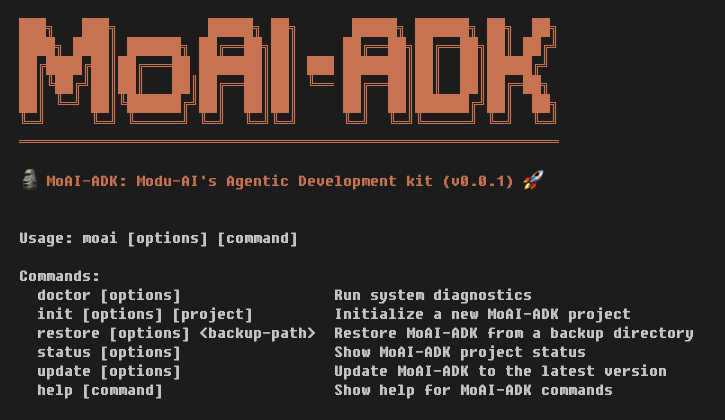 MoAI-ADK
🗿 MoAI-ADK: Modu-AI's Agentic Development kit (v0.0.1) 🚀
Usage: moai [options] [command]
Commands:
doctor [options] Run system diagnostics
init [options] [project] Initialize a new MoAI-ADK project
restore [options] <backup-path> Restore MoAI-ADK from a backup directory
status [options] Show MoAI-ADK project status
update [options] Update MoAI-ADK to the latest version
help [command] Show help for MoAI-ADK commands